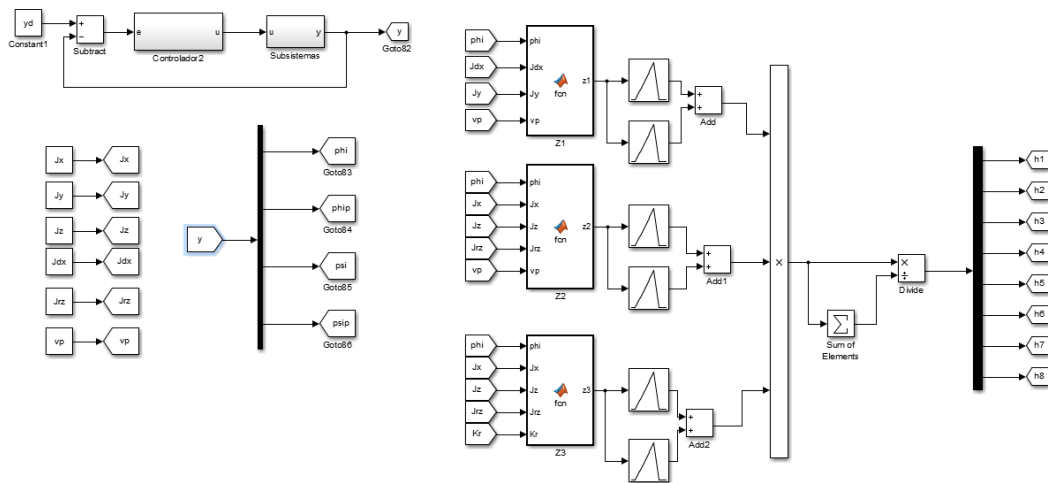 yd
Constant1
+
−
Subtract
e
u
Controlador2
u
y
Subsistemas
y
Goto82
Jx
Jx
Jy
Jy
Jz
Jz
Jdx
Jdx
Jrz
Jrz
vp
vp
y
phi
Goto83
phip
Goto84
psi
Goto85
psip
Goto86
phi
Jdx
Jy
vp
phi
Jdx
Jy
vp
fcn
z1
Z1
+
+
Add
phi
Jx
Jz
Jrz
vp
phi
Jx
Jz
Jrz
vp
fcn
z2
Z2
+
+
Add1
phi
Jx
Jz
Jrz
Kr
phi
Jx
Jz
Jrz
Kr
fcn
z3
Z3
+
+
Add2
×
Σ
Sum of
Elements
×
÷
Divide
h1
h2
h3
h4
h5
h6
h7
h8